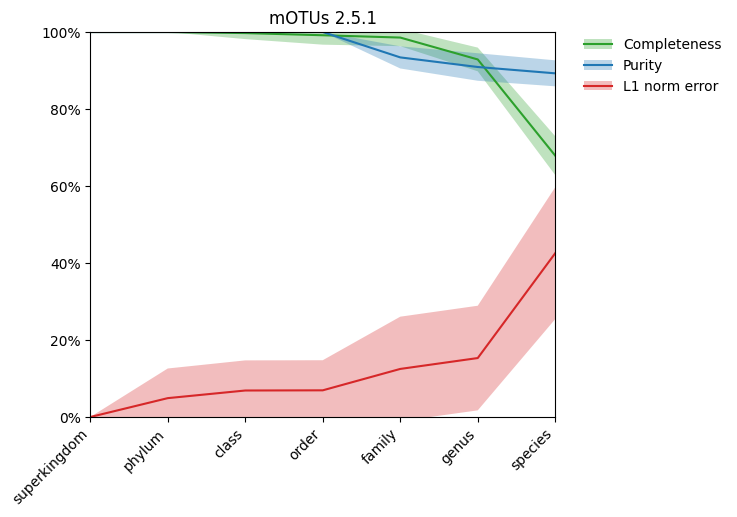 mOTUs 2.5.1
100%
80%
60%
40%
20%
0%
superkingdom
phylum
class
order
family
genus
species
Completeness
Purity
L1 norm error